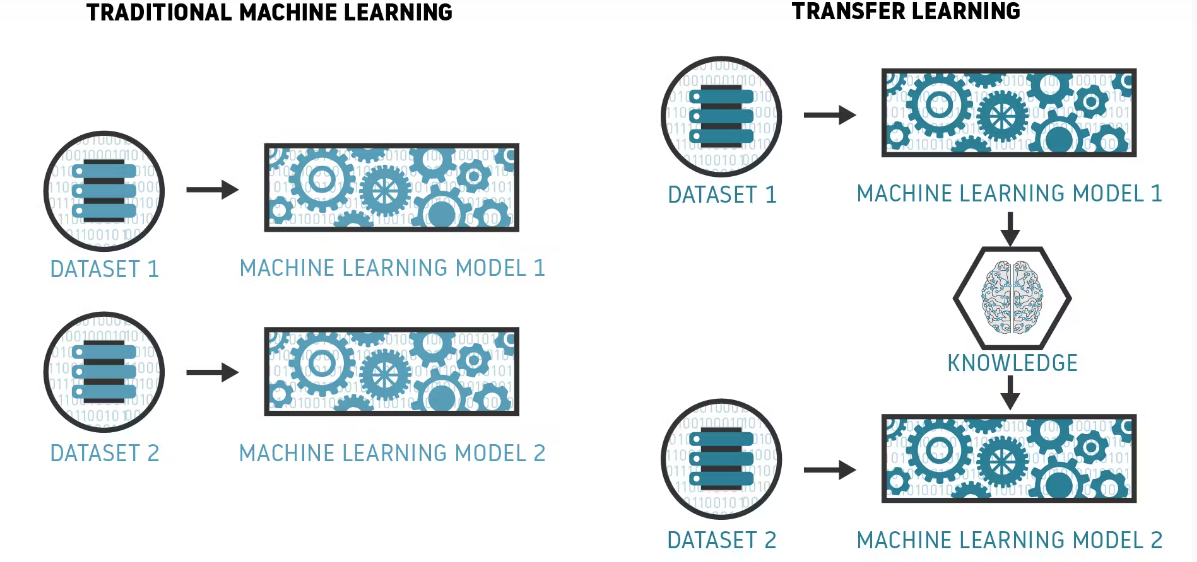 TRADITIONAL MACHINE LEARNING
DATASET 1
MACHINE LEARNING MODEL 1
DATASET 2
MACHINE LEARNING MODEL 2
TRANSFER LEARNING
DATASET 1
MACHINE LEARNING MODEL 1
KNOWLEDGE
DATASET 2
MACHINE LEARNING MODEL 2